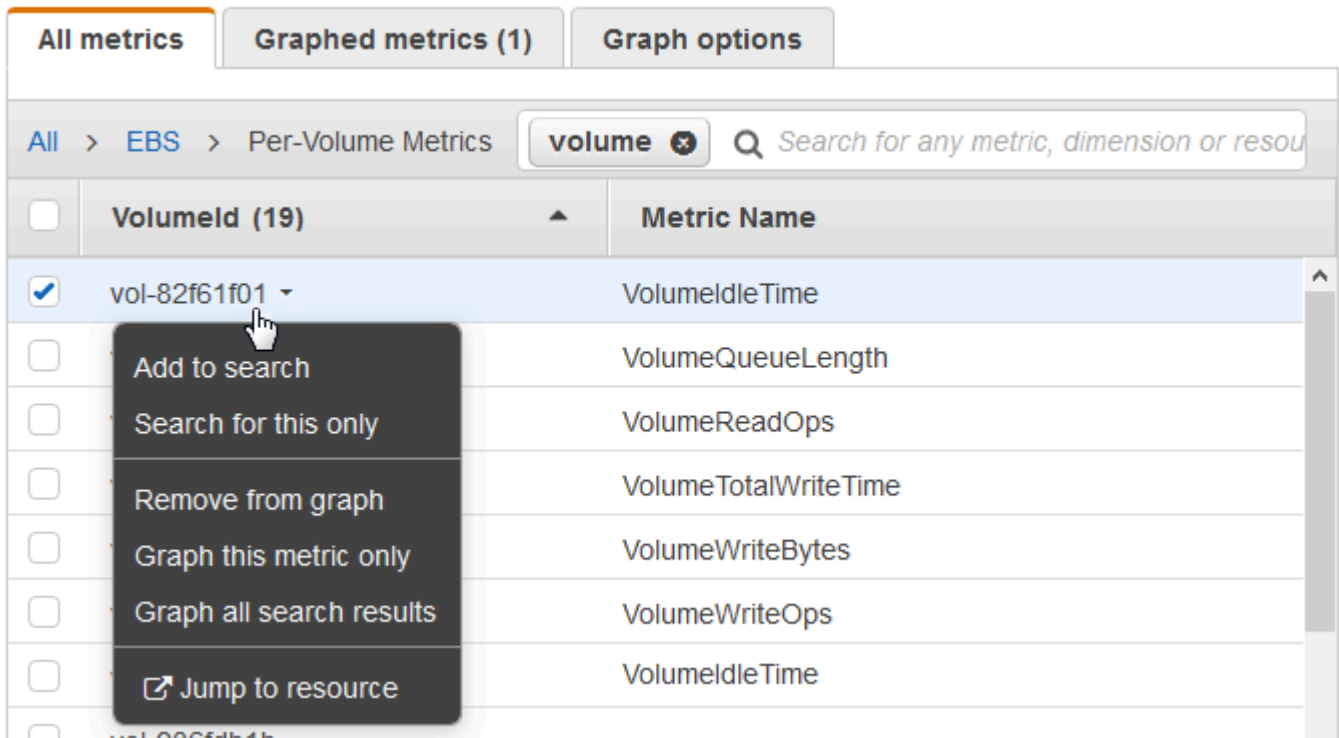 All metrics Graphed metrics (1) Graph options
All > EBS > Per-Volume Metrics volume Search for any metric, dimension or resou
VolumeId (19) Metric Name
vol-82f61f01 VolumeIdleTime
Add to search VolumeQueueLength
Search for this only VolumeReadOps
VolumeTotalWriteTime
Remove from graph
Graph this metric only VolumeWriteBytes
Graph all search results VolumeWriteOps
Jump to resource VolumeIdleTime